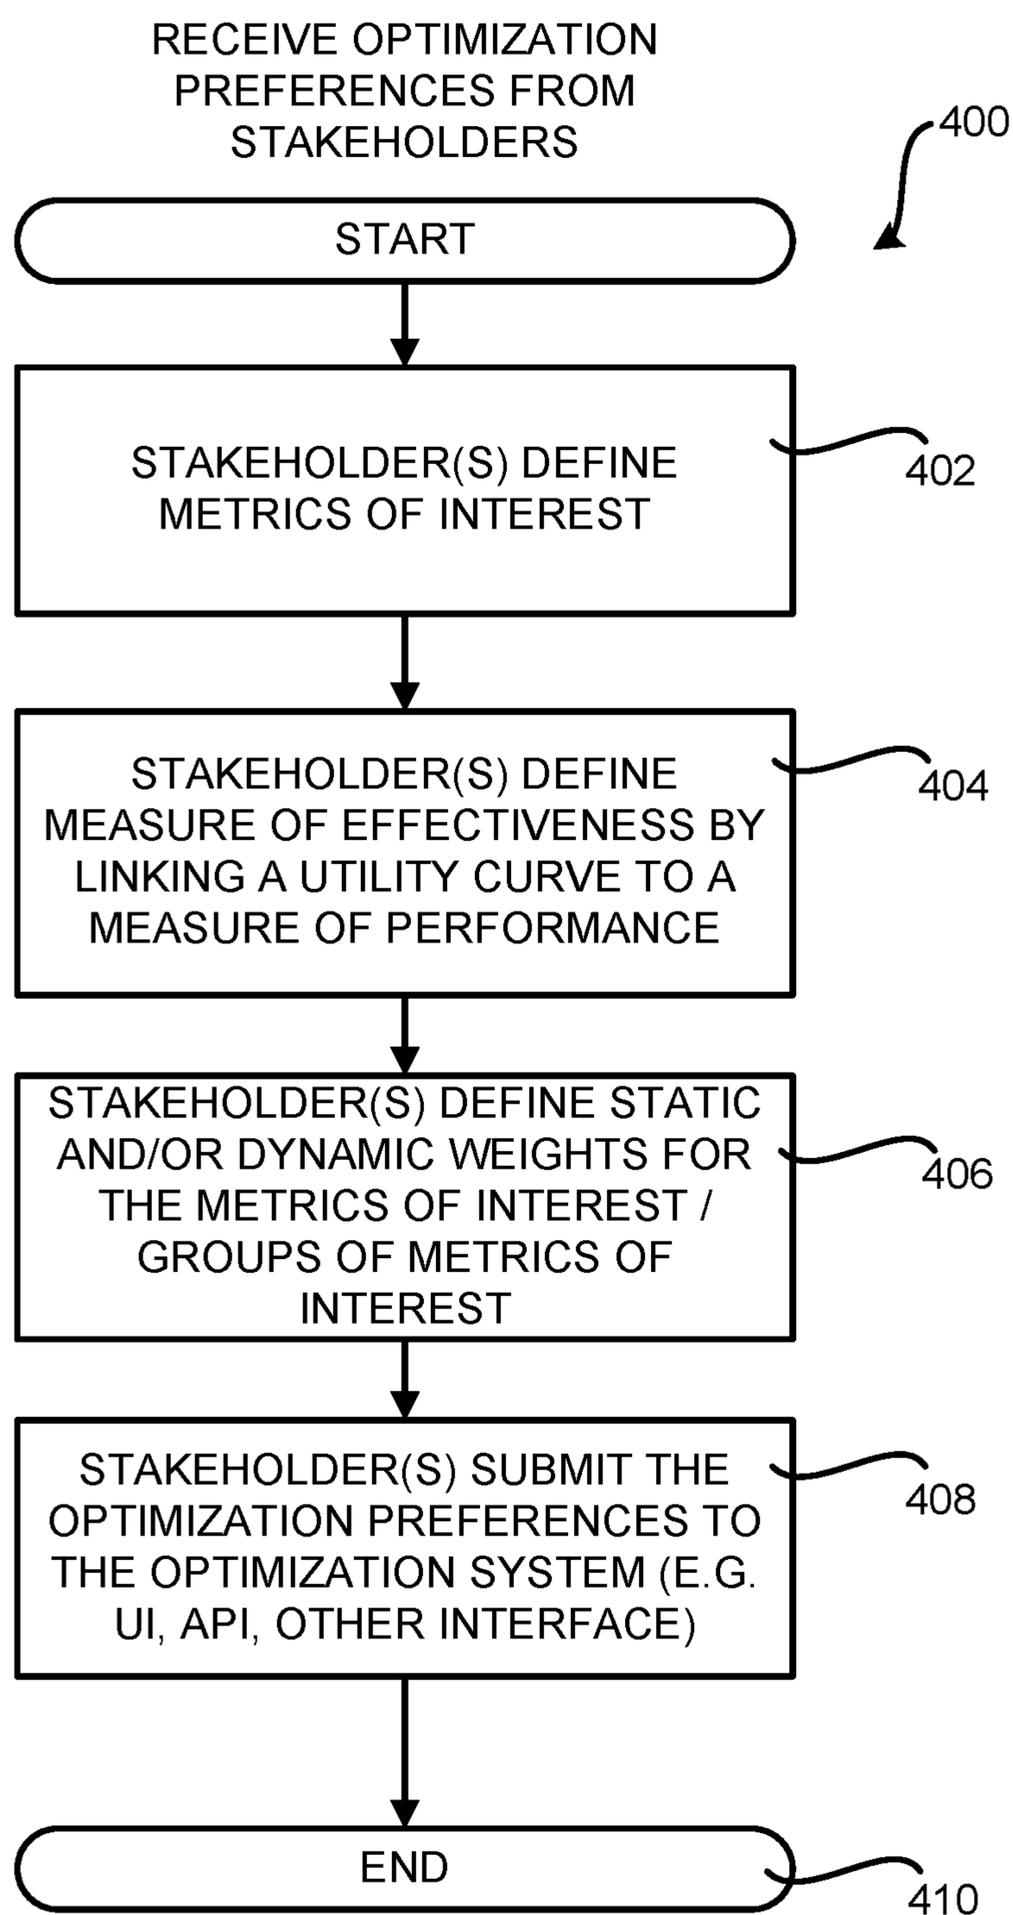 RECEIVE OPTIMIZATION
PREFERENCES FROM
STAKEHOLDERS
400
START
STAKEHOLDER(S) DEFINE
METRICS OF INTEREST
402
STAKEHOLDER(S) DEFINE
MEASURE OF EFFECTIVENESS BY
LINKING A UTILITY CURVE TO A
MEASURE OF PERFORMANCE
404
STAKEHOLDER(S) DEFINE STATIC
AND/OR DYNAMIC WEIGHTS FOR
THE METRICS OF INTEREST /
GROUPS OF METRICS OF
INTEREST
406
STAKEHOLDER(S) SUBMIT THE
OPTIMIZATION PREFERENCES TO
THE OPTIMIZATION SYSTEM (E.G.
UI, API, OTHER INTERFACE)
408
END
410